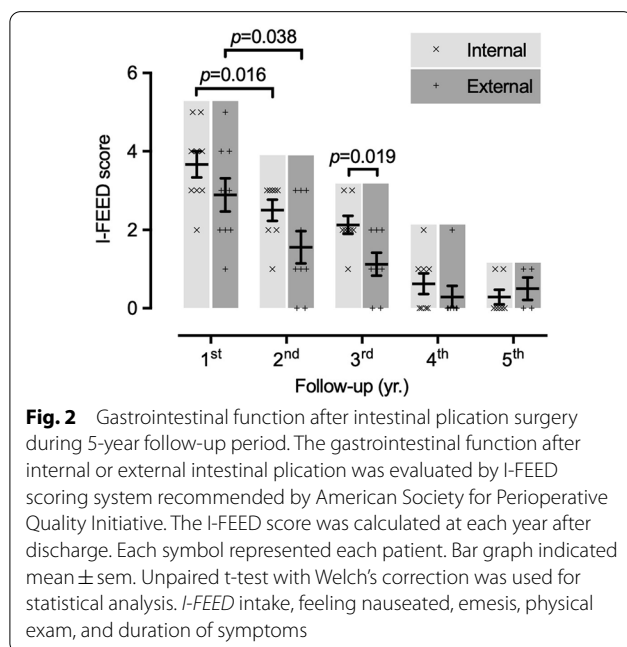 p=0.038
p=0.016
× Internal
+ External
p=0.019
I-FEED score
6
4
2
0
1st 2nd 3rd 4th 5th
Follow-up (yr.)
Fig. 2 Gastrointestinal function after intestinal plication surgery
during 5-year follow-up period. The gastrointestinal function after
internal or external intestinal plication was evaluated by I-FEED
scoring system recommended by American Society for Perioperative
Quality Initiative. The I-FEED score was calculated at each year after
discharge. Each symbol represented each patient. Bar graph indicated
mean ± sem. Unpaired t-test with Welch’s correction was used for
statistical analysis. I-FEED intake, feeling nauseated, emesis, physical
exam, and duration of symptoms